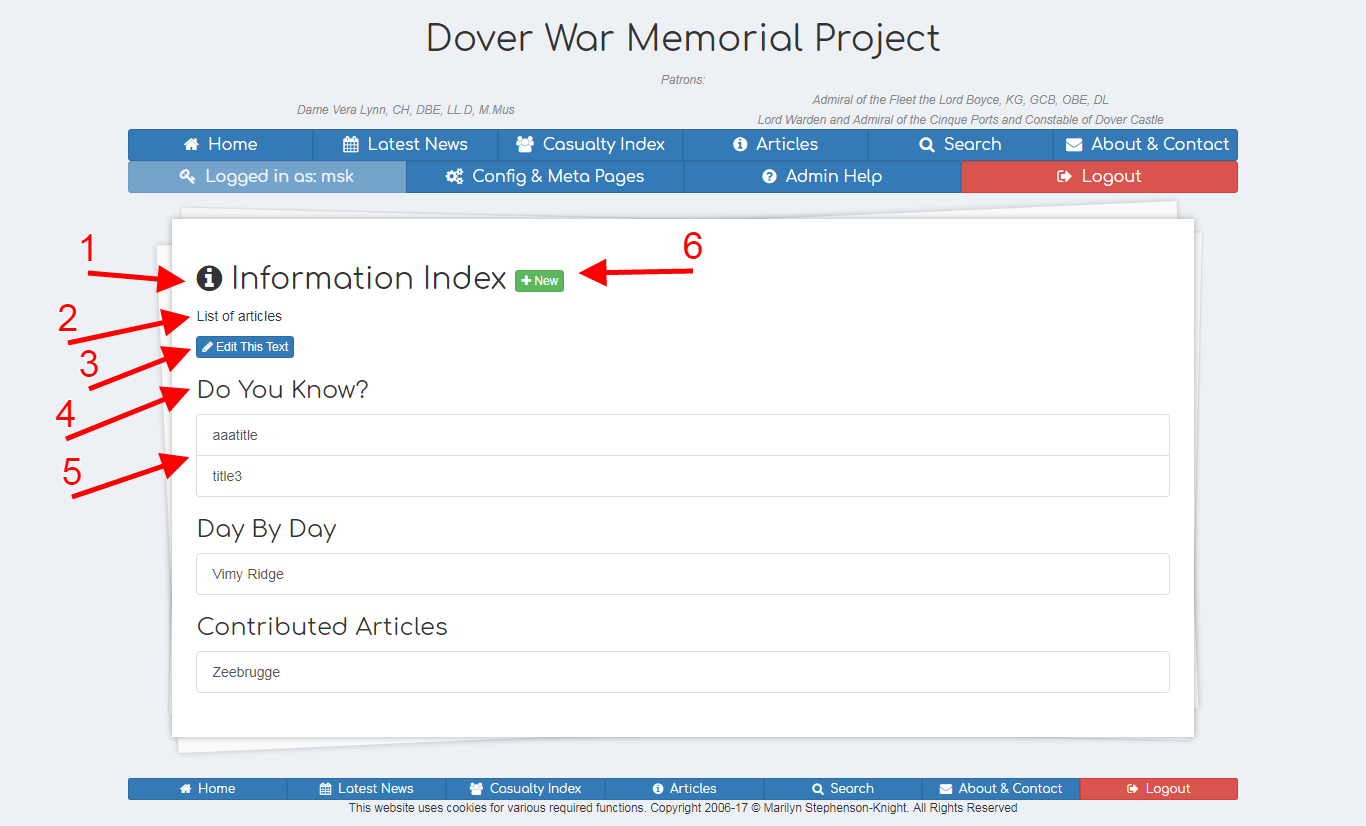 Dover War Memorial Project
Patrons:
Dame Vera Lynn, CH, DBE, LL.D, M.Mus
Admiral of the Fleet the Lord Boyce, KG, GCB, OBE, DL
Lord Warden and Admiral of the Cinque Ports and Constable of Dover Castle
Home Latest News Casualty Index Articles Search About & Contact
Logged in as: msk Config & Meta Pages Admin Help Logout
1
6
Information Index + New
2
List of articles
3
Edit This Text
4
Do You Know?
aaatitle
5
title3
Day By Day
Vimy Ridge
Contributed Articles
Zeebrugge
Home Latest News Casualty Index Articles Search About & Contact Logout
This website uses cookies for various required functions. Copyright 2006-17 © Marilyn Stephenson-Knight. All Rights Reserved